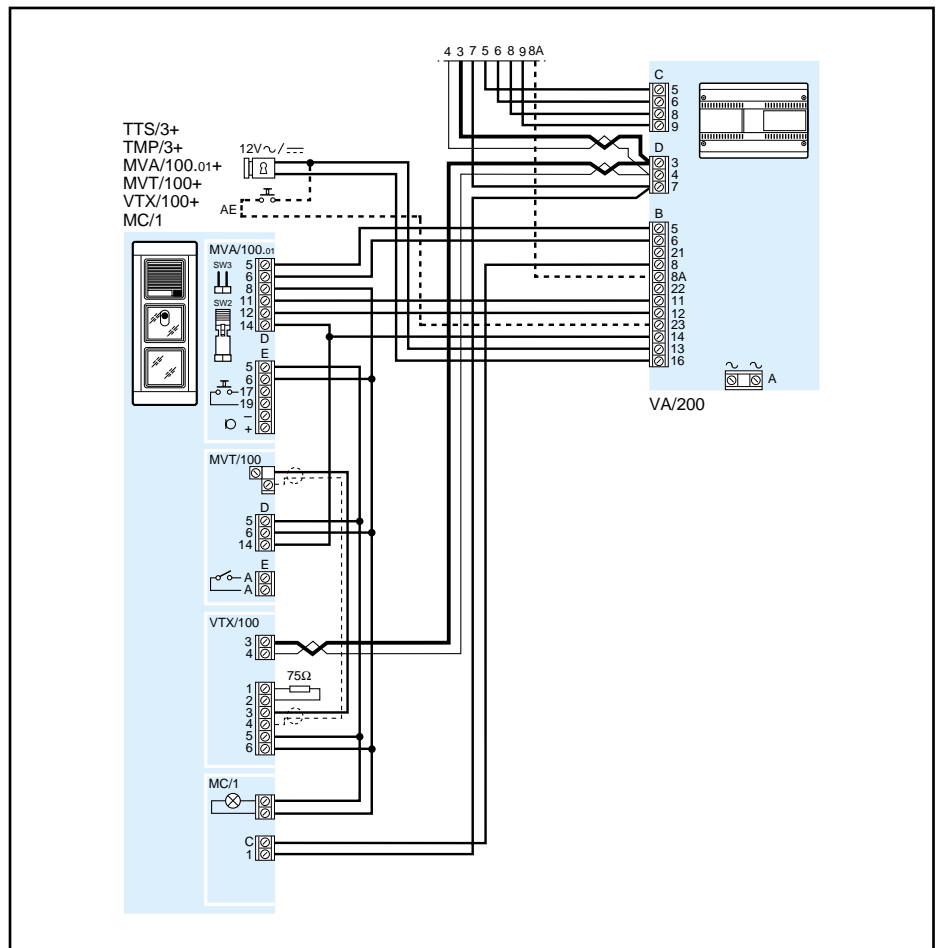 4 3 7 5 6 8 9 8A
C
5
6
8
9
D
3
4
7
B
5
6
21
8
8A
22
11
12
23
14
13
16
A
VA/200
TTS/3+
TMP/3+
MVA/100.01+
MVT/100+
VTX/100+
MC/1
12V~/⎓
AE
MVA/100.01
SW3
SW2
5
6
8
11
12
14
D
E
5
6
17
19
–
+
MVT/100
D
5
6
14
E
A
A
VTX/100
3
4
75Ω
1
2
3
4
5
6
MC/1
C
1